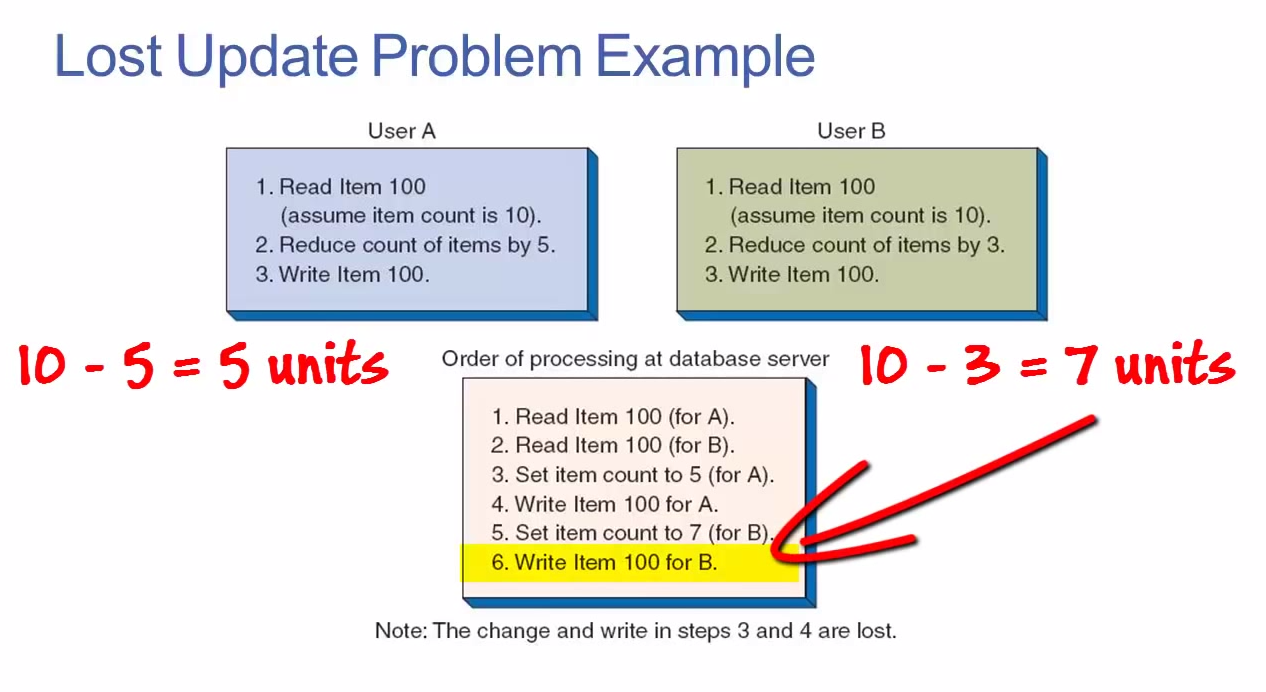 Lost Update Problem Example
User A
1. Read Item 100
(assume item count is 10).
2. Reduce count of items by 5.
3. Write Item 100.
User B
1. Read Item 100
(assume item count is 10).
2. Reduce count of items by 3.
3. Write Item 100.
10 - 5 = 5 units
Order of processing at database server
10 - 3 = 7 units
1. Read Item 100 (for A).
2. Read Item 100 (for B).
3. Set item count to 5 (for A).
4. Write Item 100 for A.
5. Set item count to 7 (for B).
6. Write Item 100 for B.
Note: The change and write in steps 3 and 4 are lost.